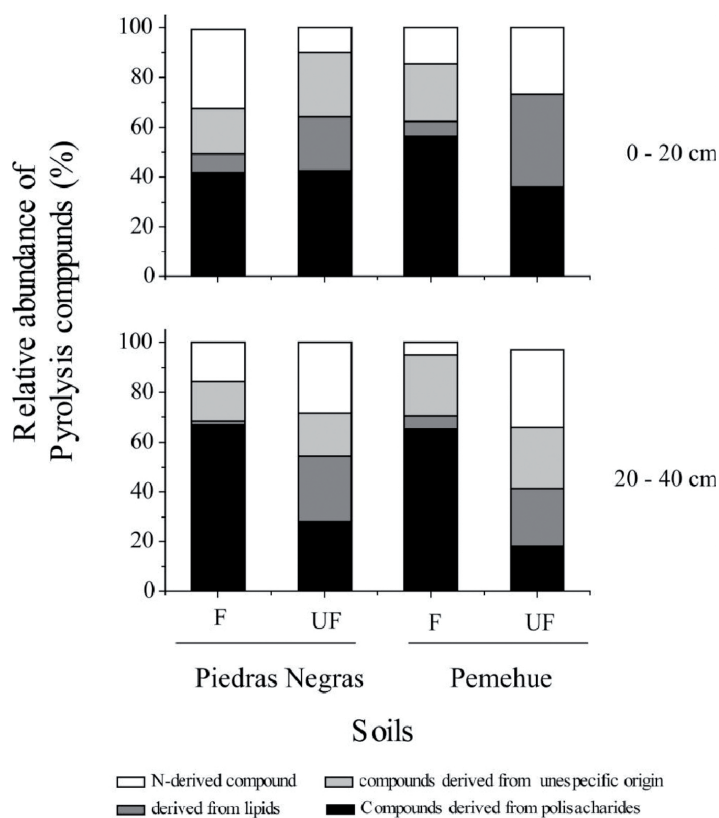 Relative abundance of
Pyrolysis comppunds (%)
100
80
60
40
20
0
0 - 20 cm
100
80
60
40
20
0
20 - 40 cm
F UF F UF
Piedras Negras Pemehue
Soils
N-derived compound compounds derived from unespecific origin
derived from lipids Compounds derived from polisacharides